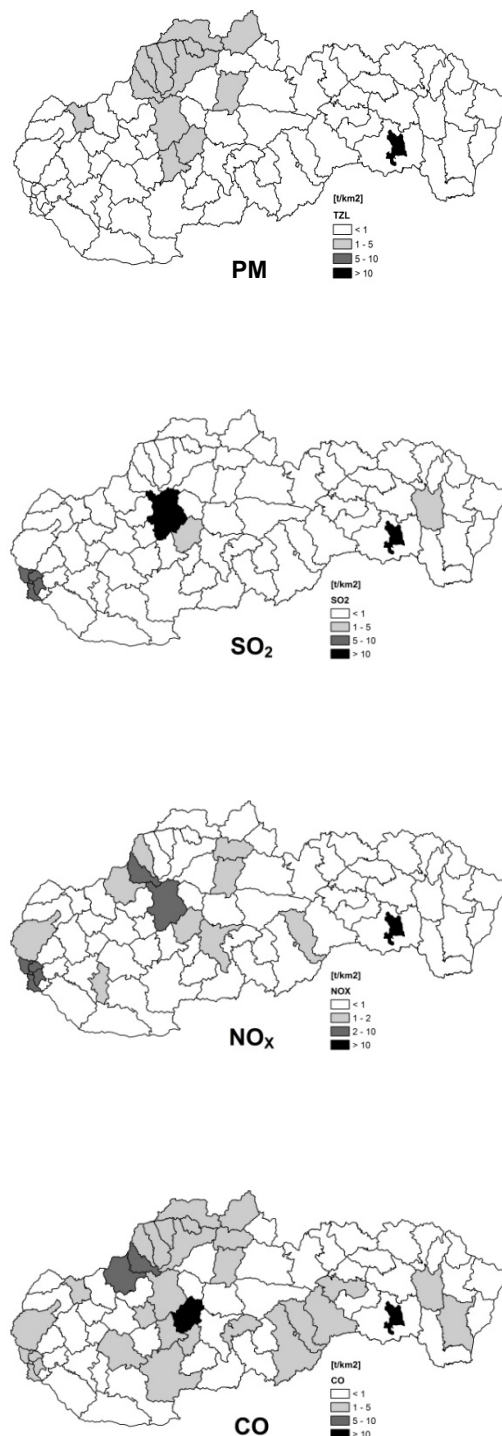 [t/km2]
TZL
< 1
1 - 5
5 - 10
> 10
PM
[t/km2]
SO2
< 1
1 - 5
5 - 10
> 10
SO₂
[t/km2]
NOX
< 1
1 - 2
2 - 10
> 10
NOₓ
[t/km2]
CO
< 1
1 - 5
5 - 10
> 10
CO